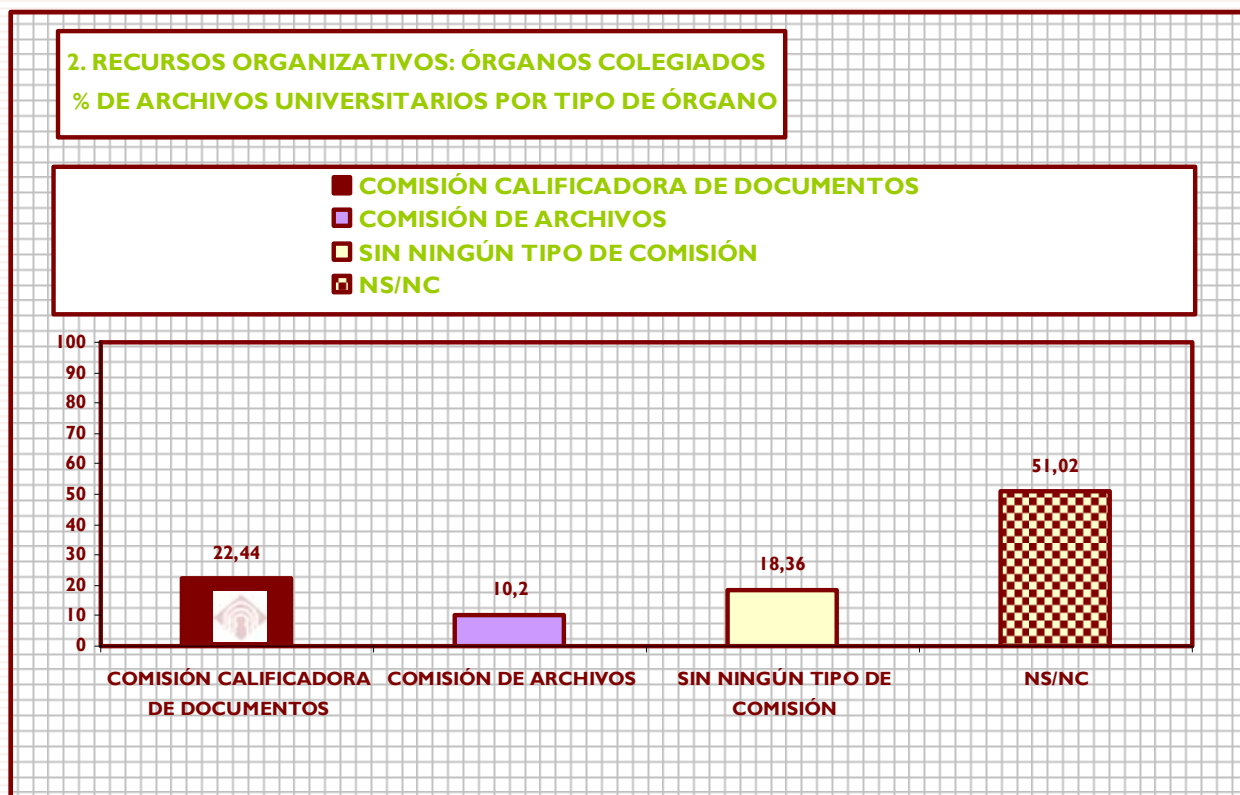 2. RECURSOS ORGANIZATIVOS: ÓRGANOS COLEGIADOS
% DE ARCHIVOS UNIVERSITARIOS POR TIPO DE ÓRGANO
COMISIÓN CALIFICADORA DE DOCUMENTOS
COMISIÓN DE ARCHIVOS
SIN NINGÚN TIPO DE COMISIÓN
NS/NC
100
90
80
70
60
50
40
30
20
10
0
22,44
10,2
18,36
51,02
COMISIÓN CALIFICADORA
DE DOCUMENTOS
COMISIÓN DE ARCHIVOS
SIN NINGÚN TIPO DE
COMISIÓN
NS/NC